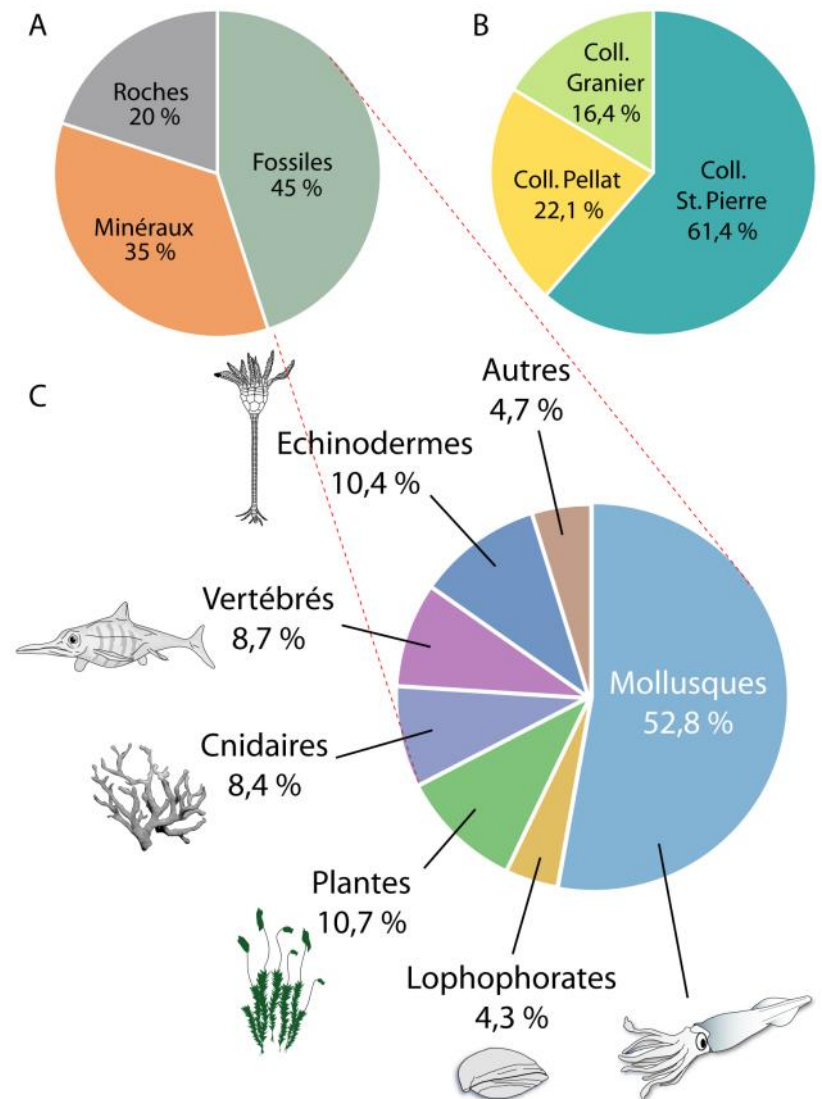 A
Roches
20 %
Fossiles
45 %
Minéraux
35 %
B
Coll.
Granier
16,4 %
Coll. Pellat
22,1 %
Coll.
St. Pierre
61,4 %
C
Autres
4,7 %
Echinodermes
10,4 %
Vertébrés
8,7 %
Mollusques
52,8 %
Cnidaires
8,4 %
Plantes
10,7 %
Lophophorates
4,3 %